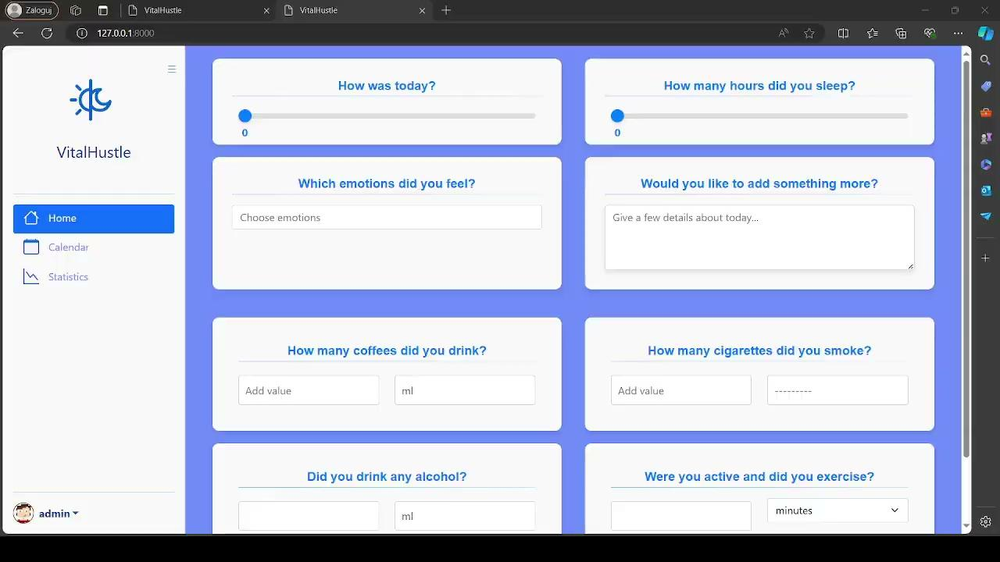 Zaloguj
VitalHustle
VitalHustle
127.0.0.1:8000
VitalHustle
Home
Calendar
Statistics
admin
How was today?
0
How many hours did you sleep?
0
Which emotions did you feel?
Choose emotions
Would you like to add something more?
Give a few details about today...
How many coffees did you drink?
Add value
ml
How many cigarettes did you smoke?
Add value
---------
Did you drink any alcohol?
ml
Were you active and did you exercise?
minutes